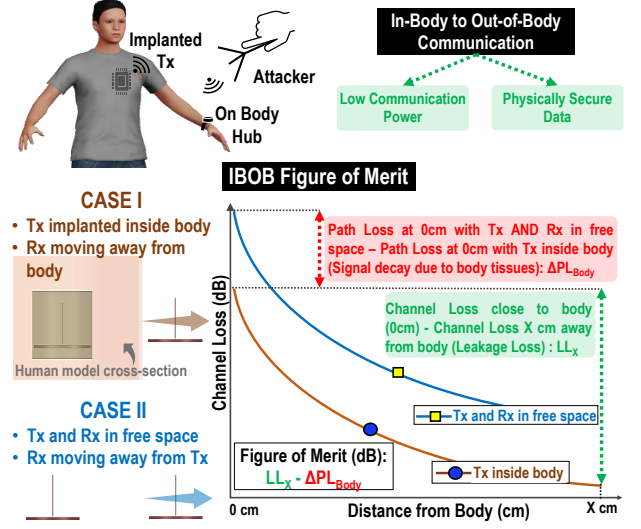 Implanted
Tx
Attacker
On Body
Hub
In-Body to Out-of-Body
Communication
Low Communication
Power
Physically Secure
Data
IBOB Figure of Merit
CASE I
• Tx implanted inside body
• Rx moving away from
body
Human model cross-section
CASE II
• Tx and Rx in free space
• Rx moving away from Tx
Channel Loss (dB)
Path Loss at 0cm with Tx AND Rx in free
space – Path Loss at 0cm with Tx inside body
(Signal decay due to body tissues): ΔPL_Body
Channel Loss close to body
(0cm) - Channel Loss X cm away
from body (Leakage Loss) : LL_X
Tx and Rx in free space
Figure of Merit (dB):
LL_X - ΔPL_Body
Tx inside body
0 cm
Distance from Body (cm)
X cm